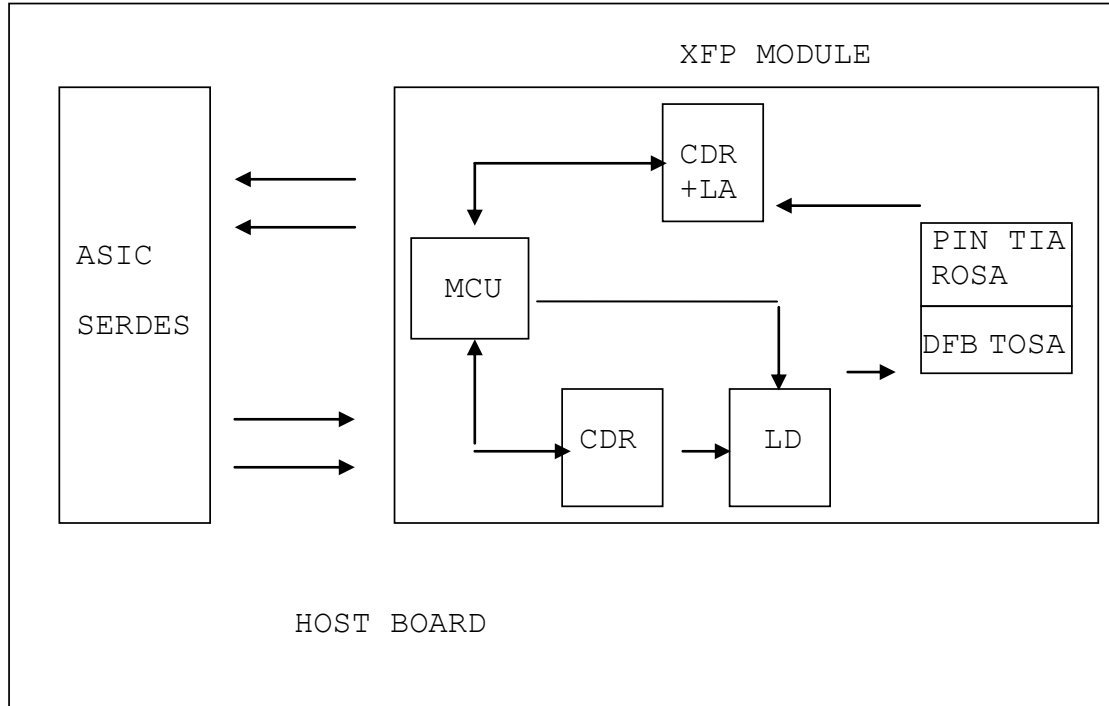 XFP MODULE
CDR
+LA
ASIC
SERDES
MCU
PIN TIA
ROSA
DFB TOSA
CDR
LD
HOST BOARD